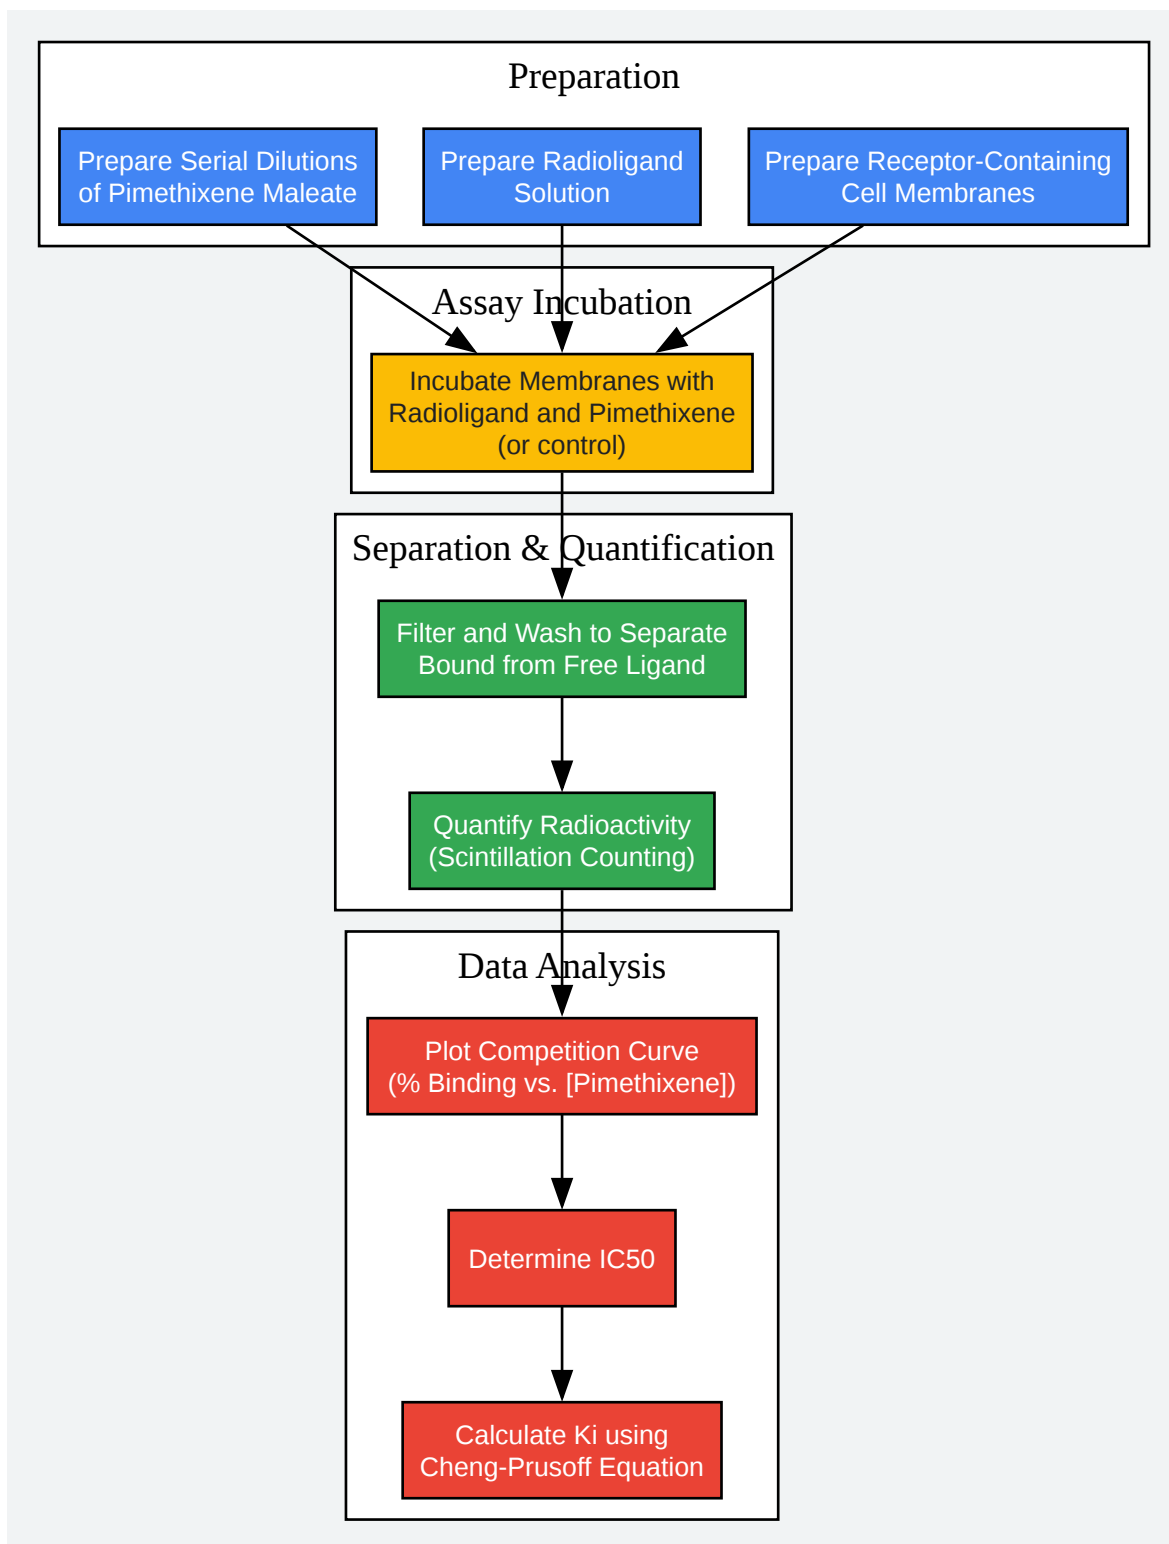 Preparation
Prepare Serial Dilutions
of Pimethixene Maleate
Prepare Radioligand
Solution
Prepare Receptor-Containing
Cell Membranes
Assay Incubation
Incubate Membranes with
Radioligand and Pimethixene
(or control)
Separation & Quantification
Filter and Wash to Separate
Bound from Free Ligand
Quantify Radioactivity
(Scintillation Counting)
Data Analysis
Plot Competition Curve
(% Binding vs. [Pimethixene])
Determine IC50
Calculate Ki using
Cheng-Prusoff Equation